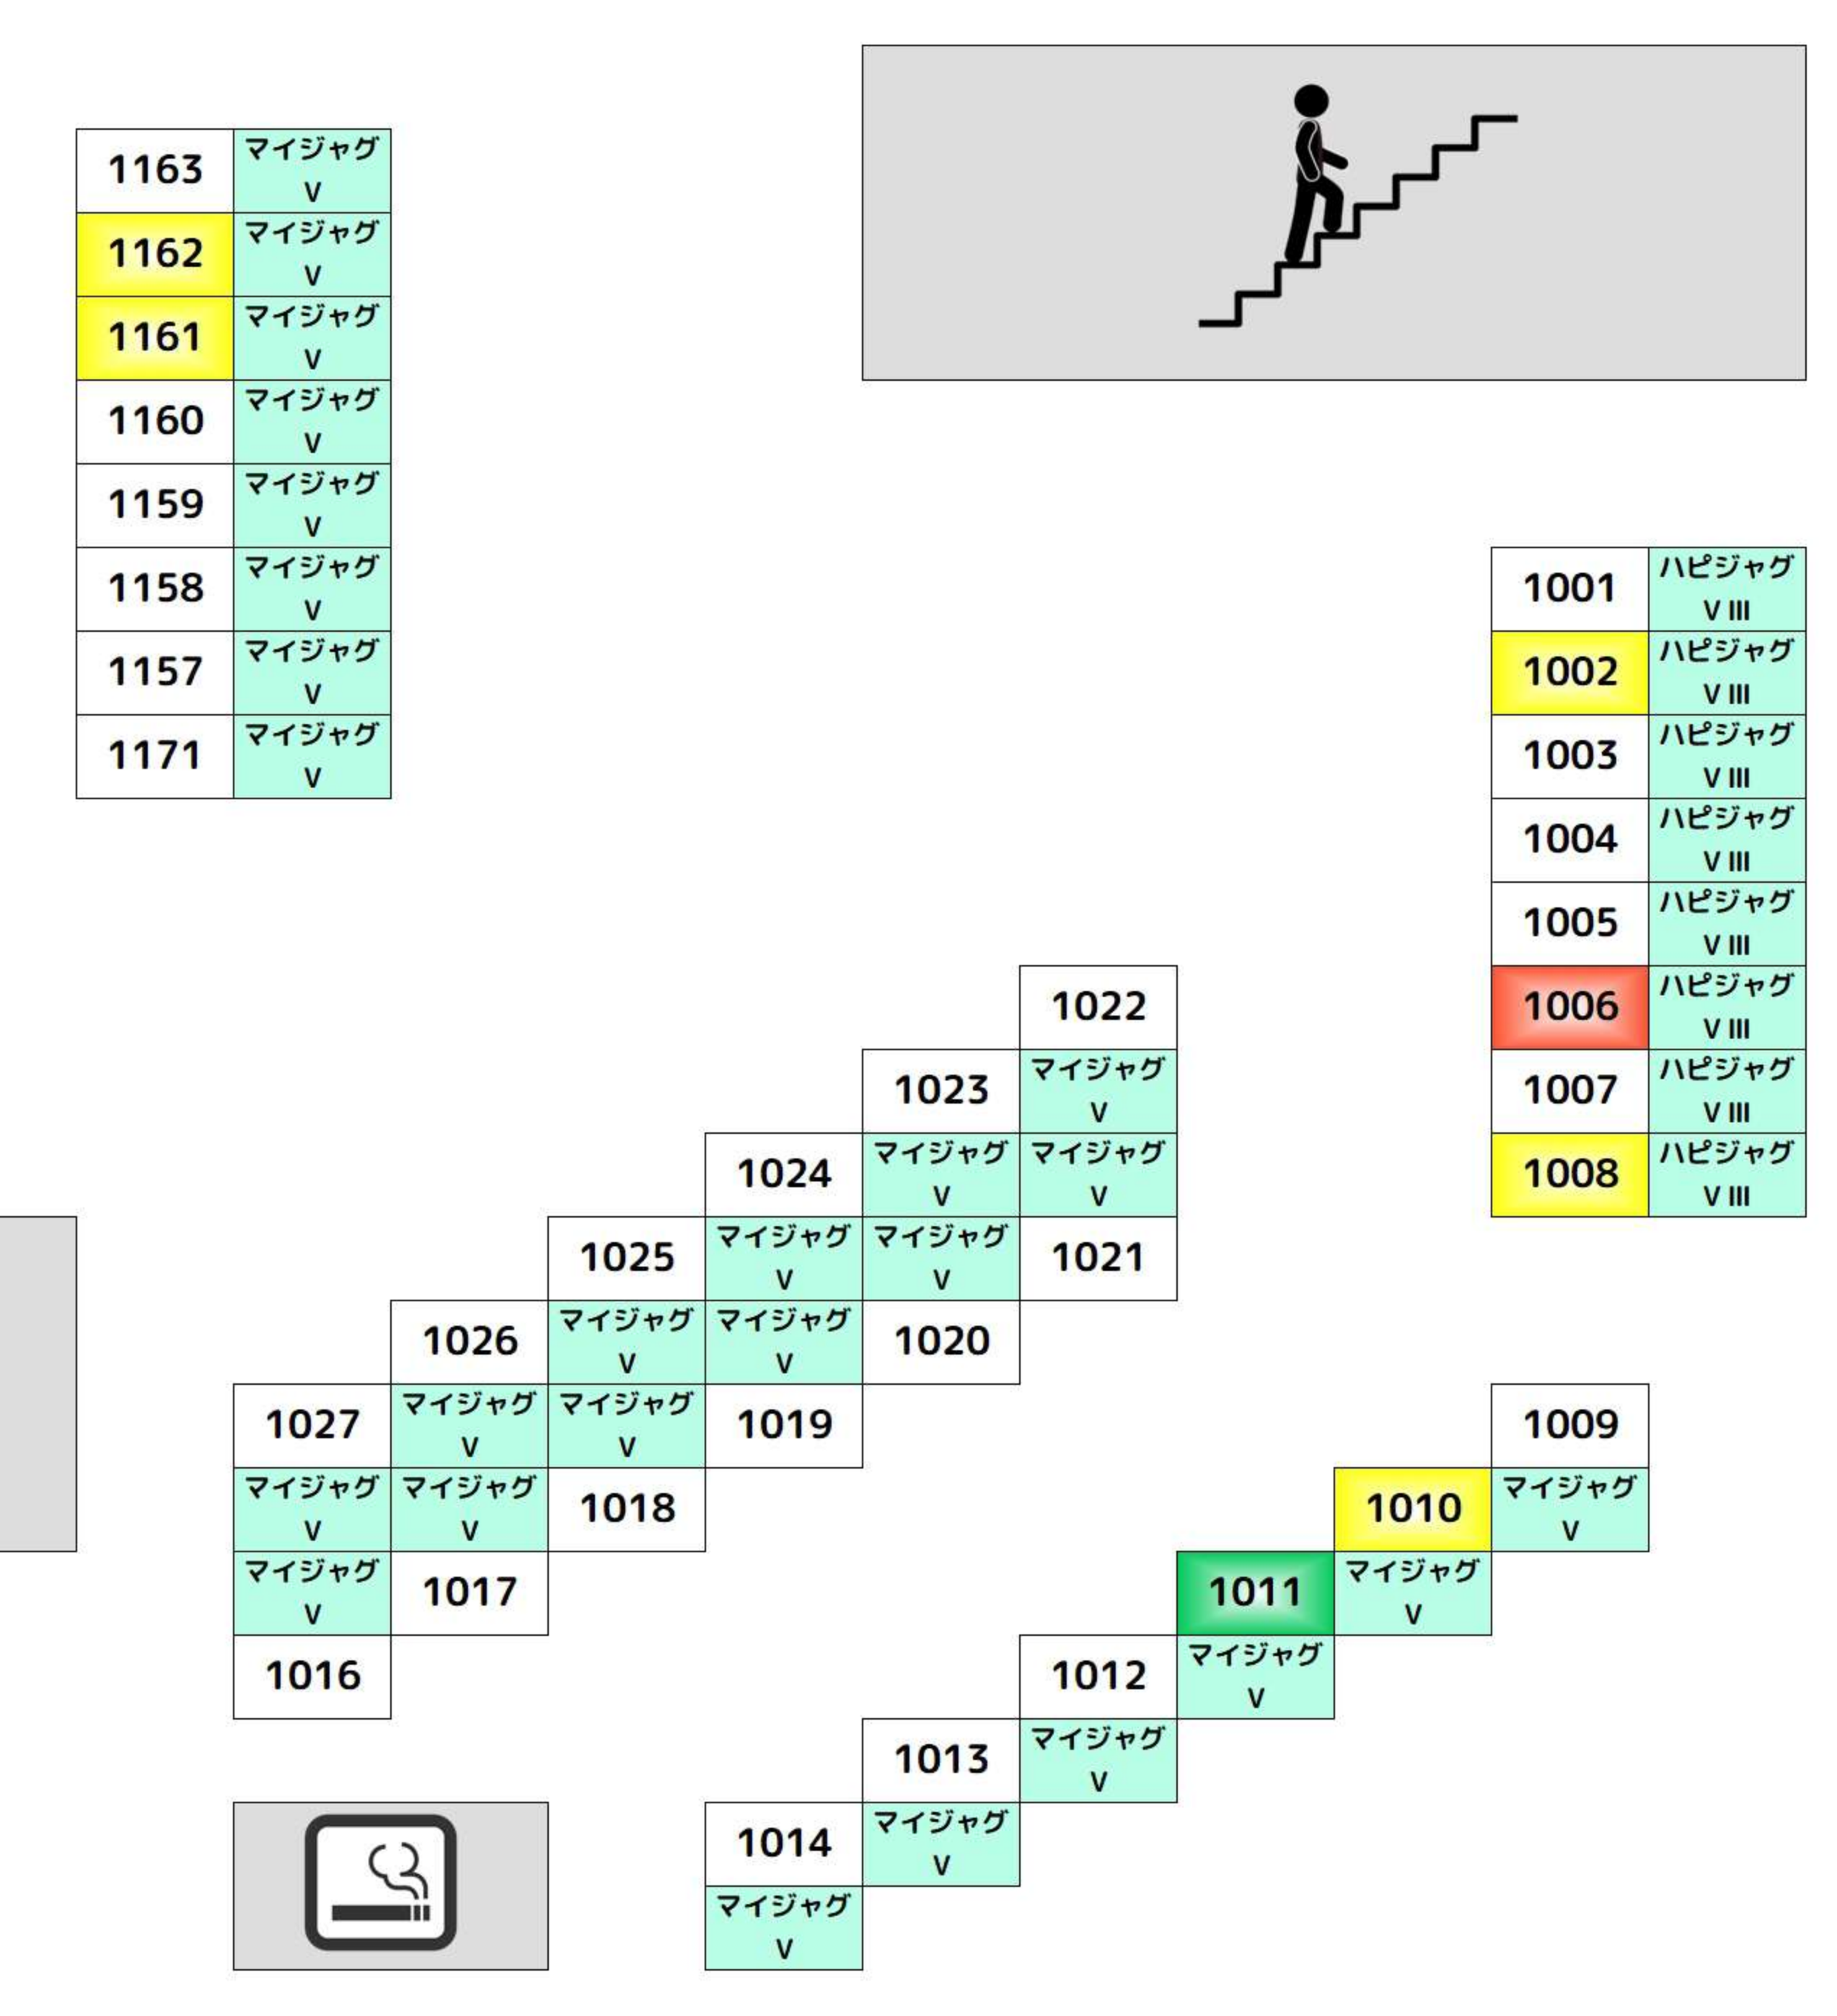 1163
マイジャグ
V
1162
マイジャグ
V
1161
マイジャグ
V
1160
マイジャグ
V
1159
マイジャグ
V
1158
マイジャグ
V
1157
マイジャグ
V
1171
マイジャグ
V
1001
ハピジャグ
V III
1002
ハピジャグ
V III
1003
ハピジャグ
V III
1004
ハピジャグ
V III
1005
ハピジャグ
V III
1006
ハピジャグ
V III
1007
ハピジャグ
V III
1008
ハピジャグ
V III
1022
マイジャグ
V
1023
マイジャグ
V
1024
マイジャグ
V
1025
マイジャグ
V
1026
マイジャグ
V
1027
マイジャグ
V
マイジャグ
V
1021
マイジャグ
V
1020
マイジャグ
V
1019
マイジャグ
V
1018
マイジャグ
V
1017
マイジャグ
V
1016
1009
マイジャグ
V
1010
マイジャグ
V
1011
マイジャグ
V
1012
マイジャグ
V
1013
マイジャグ
V
1014
マイジャグ
V